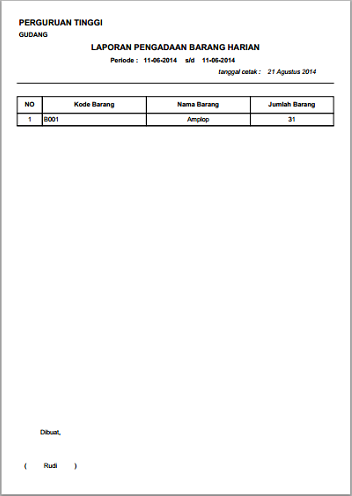 PERGURUAN TINGGI
GUDANG
LAPORAN PENGADAAN BARANG HARIAN
Periode : 11-06-2014 s/d 11-06-2014
tanggal cetak : 21 Agustus 2014
NO Kode Barang Nama Barang Jumlah Barang
1 B001 Amplop 31
Dibuat,
( Rudi )